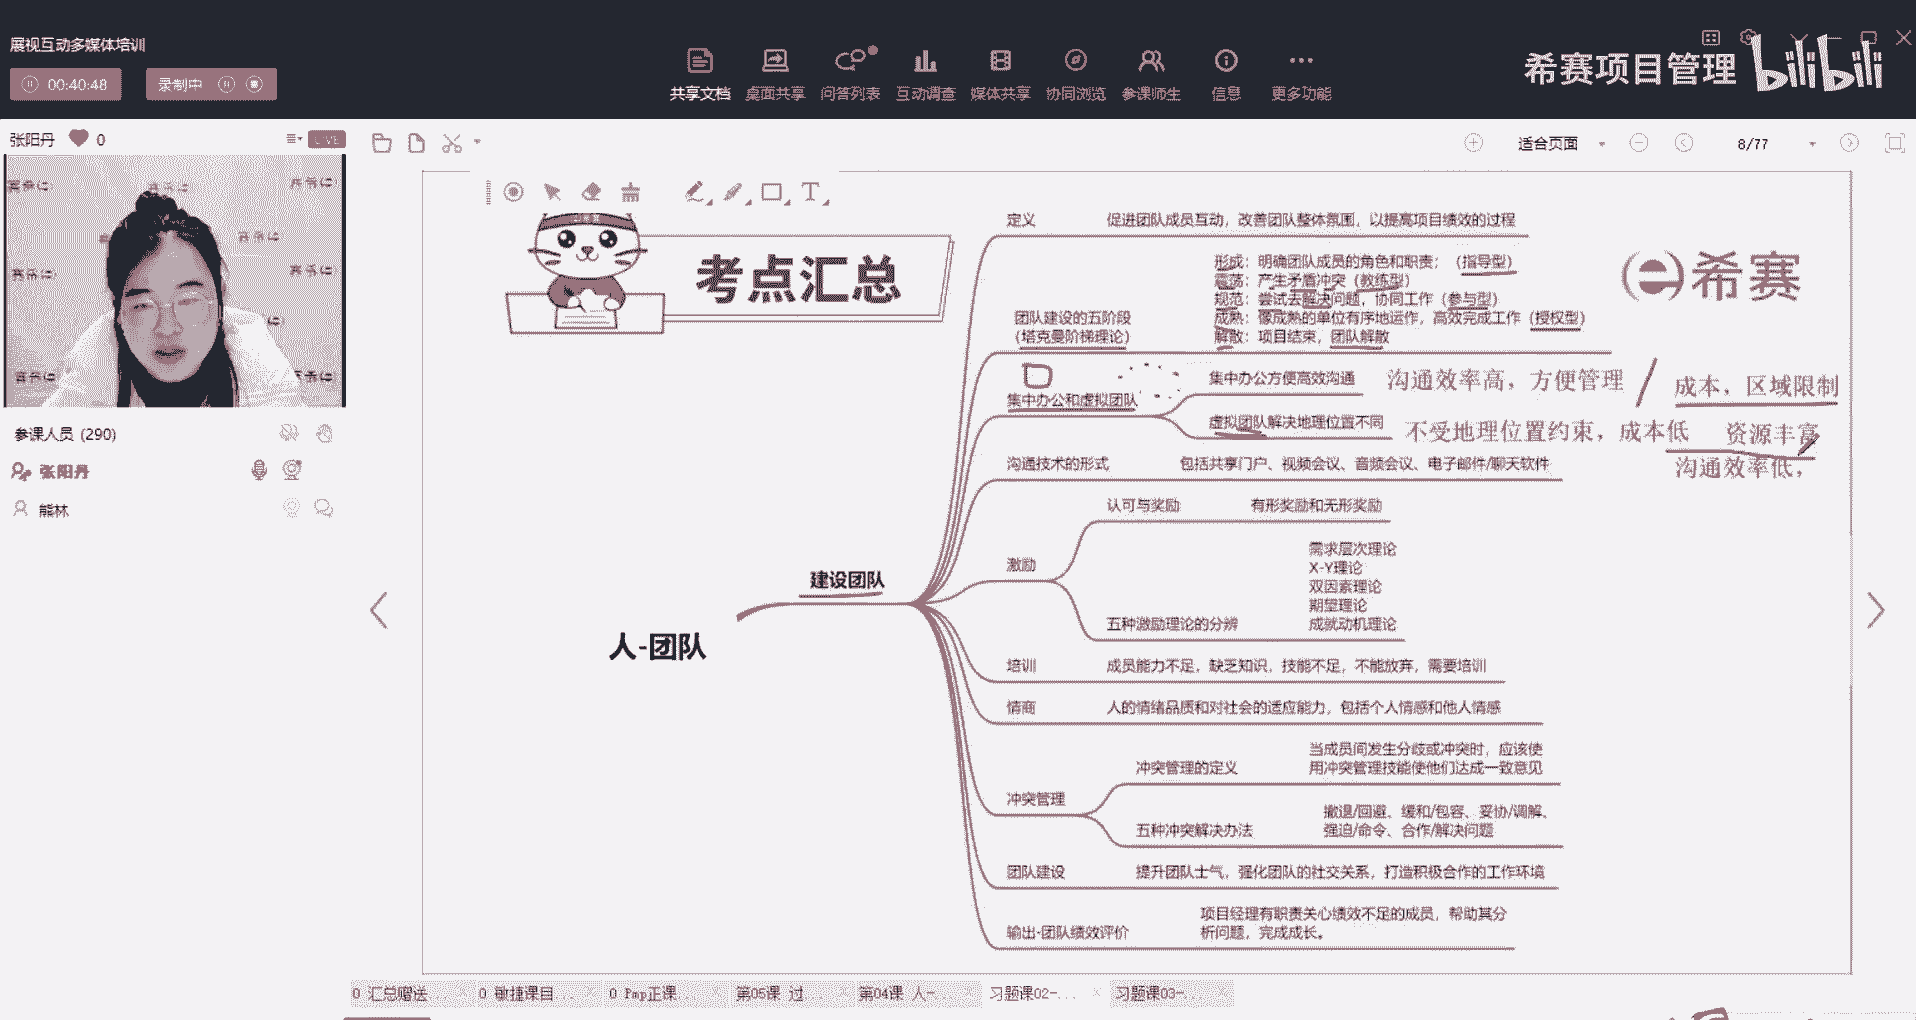 展视互动多媒体培训
00:40:48
录制中
共享文档
桌面共享
问答列表
互动调查
媒体共享
协同浏览
参课师生
信息
更多功能
希赛项目管理
bilibili
张阳丹
0
LIVE
适合页面
8/77
参课人员 (290)
张阳丹
熊林
考点汇总
希赛
人-团队
建设团队
定义
促进团队成员互动，改善团队整体氛围，以提高项目绩效的过程
团队建设的五阶段
（塔克曼阶梯理论）
形成：明确团队成员的角色和职责；（指导型）
震荡：产生矛盾冲突（教练型）
规范：尝试去解决问题，协同工作（参与型）
成熟：像成熟的单位有序地运作，高效完成工作（授权型）
解散：项目结束，团队解散
集中办公和虚拟团队
集中办公方便高效沟通
沟通效率高，方便管理
成本，区域限制
虚拟团队解决地理位置不同
不受地理位置约束，成本低
资源丰富
沟通效率低，
沟通技术的形式
包括共享门户、视频会议、音频会议、电子邮件/聊天软件
激励
认可与奖励
有形奖励和无形奖励
五种激励理论的分辨
需求层次理论
X-Y理论
双因素理论
期望理论
成就动机理论
培训
成员能力不足，缺乏知识，技能不足，不能放弃，需要培训
情商
人的情绪品质和对社会的适应能力，包括个人情感和他人情感
冲突管理
冲突管理的定义
当成员间发生分歧或冲突时，应该使
用冲突管理技能使他们达成一致意见
五种冲突解决办法
撤退/回避、缓和/包容、妥协/调解、
强迫/命令、合作/解决问题
团队建设
提升团队士气，强化团队的社交关系，打造积极合作的工作环境
输出-团队绩效评价
项目经理有职责关心绩效不足的成员，帮助其分
析问题，完成成长。
0 汇总赠送...
0 敏捷课目...
0 Pmp正课...
第05课 过...
第04课 人-...
习题课02-...
习题课03-...